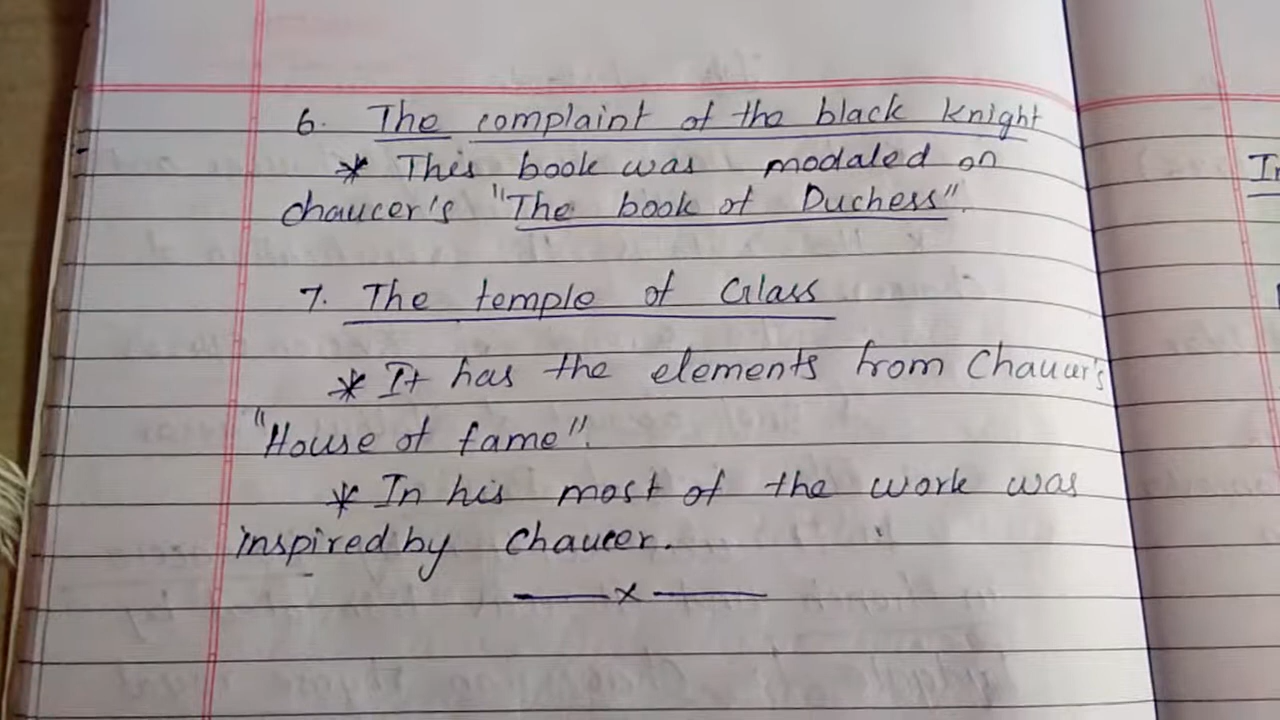 6. The complaint of the black Knight
* This book was modaled on
chaucer's "The book of Duchess".
7. The temple of Glass
* It has the elements from Chaucer's
"House of fame".
* In his most of the work was
inspired by Chaucer.
x
In